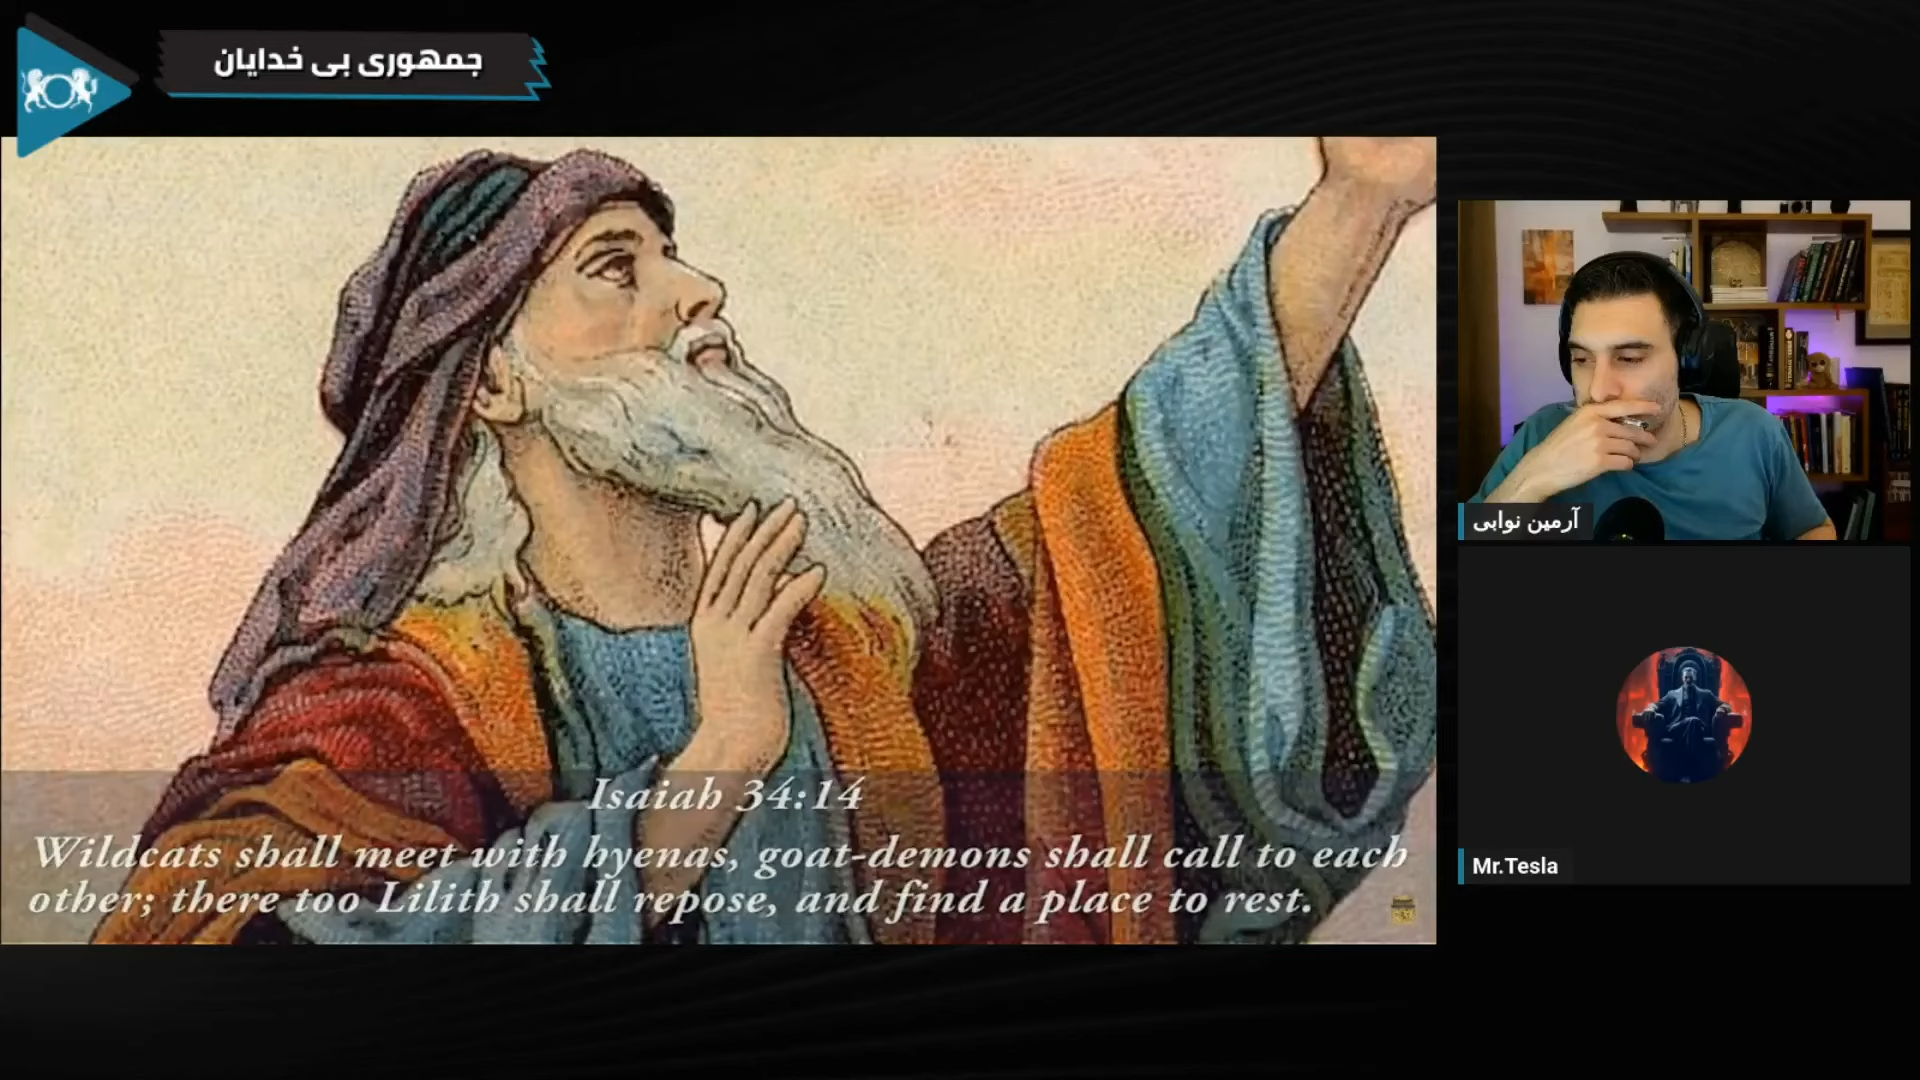 جمهوری بی خدایان
Isaiah 34:14
Wildcats shall meet with hyenas, goat-demons shall call to each
other; there too Lilith shall repose, and find a place to rest.
آرمین نوابی
Mr.Tesla